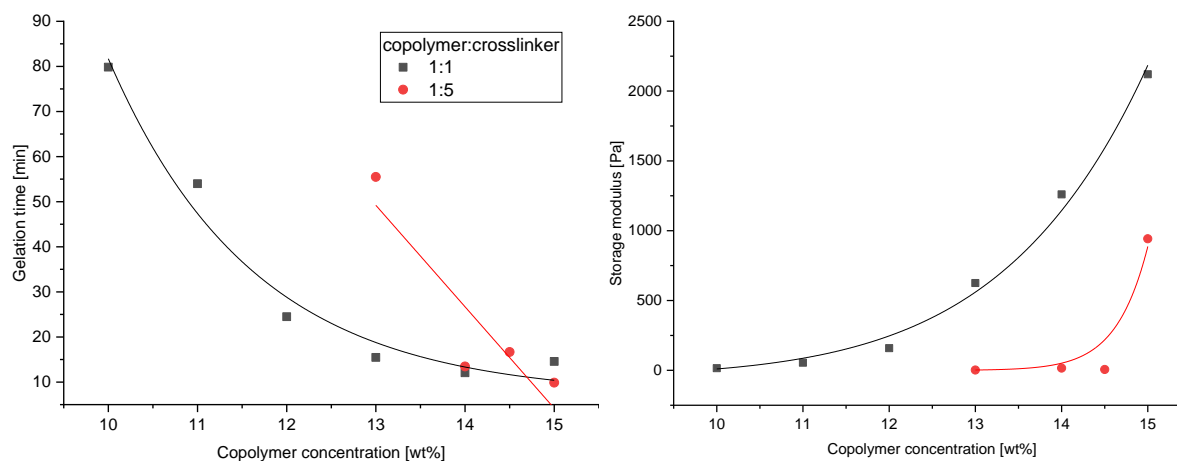 90
80
70
60
50
40
30
20
10
Gelation time [min]
copolymer:crosslinker
1:1
1:5
10 11 12 13 14 15
Copolymer concentration [wt%]
2500
2000
1500
1000
500
0
Storage modulus [Pa]
10 11 12 13 14 15
Copolymer concentration [wt%]